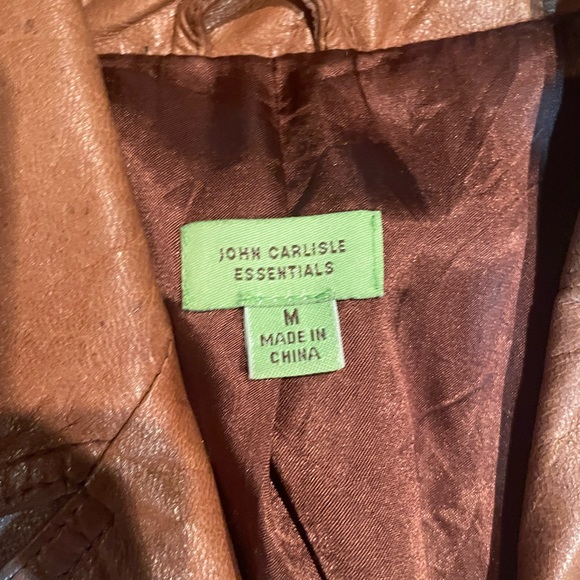 JOHN CARLISLE
ESSENTIALS
M
MADE IN
CHINA